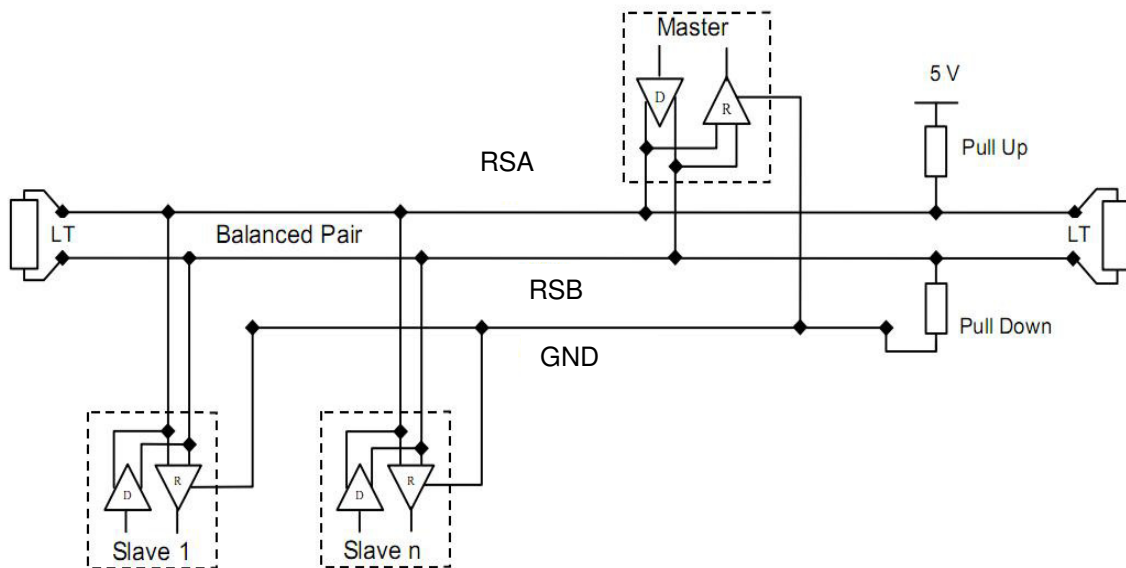 Master
D
R
5 V
Pull Up
RSA
LT
Balanced Pair
LT
RSB
Pull Down
GND
D
R
D
R
Slave 1
Slave n